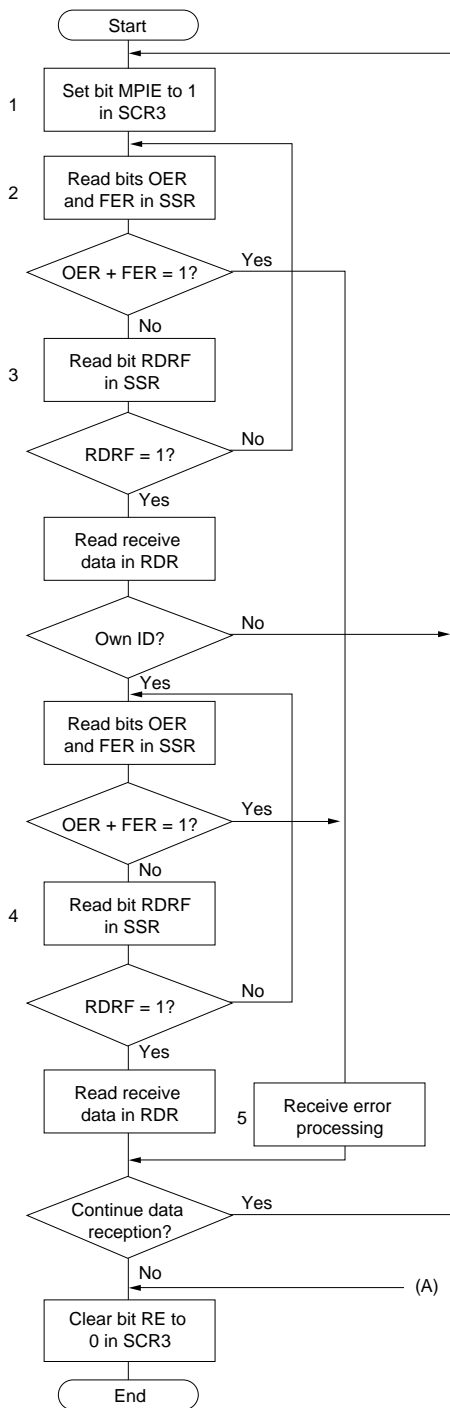 Start
1
Set bit MPIE to 1
in SCR3
2
Read bits OER
and FER in SSR
OER + FER = 1?
Yes
No
3
Read bit RDRF
in SSR
RDRF = 1?
No
Yes
Read receive
data in RDR
Own ID?
No
Yes
Read bits OER
and FER in SSR
OER + FER = 1?
Yes
No
4
Read bit RDRF
in SSR
RDRF = 1?
No
Yes
Read receive
data in RDR
5
Receive error
processing
Continue data
reception?
Yes
No
(A)
Clear bit RE to
0 in SCR3
End